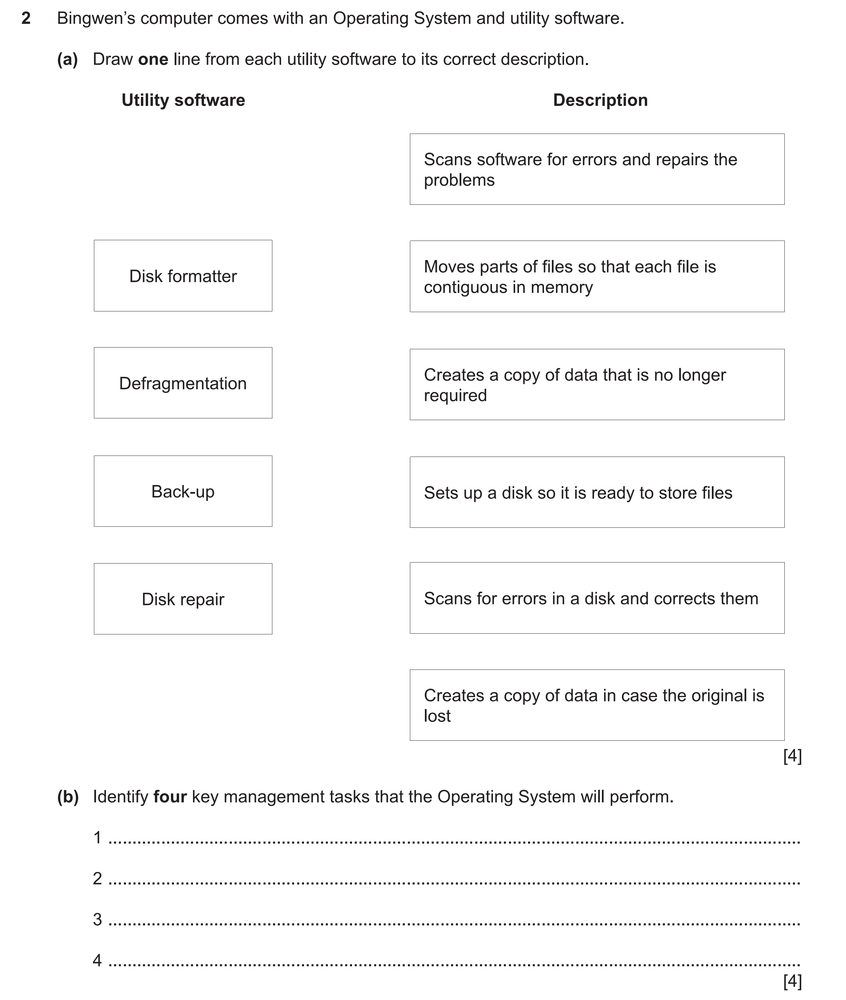 2 Bingwen’s computer comes with an Operating System and utility software.
(a) Draw one line from each utility software to its correct description.
Utility software
Description
Scans software for errors and repairs the
problems
Disk formatter
Moves parts of files so that each file is
contiguous in memory
Defragmentation
Creates a copy of data that is no longer
required
Back-up
Sets up a disk so it is ready to store files
Disk repair
Scans for errors in a disk and corrects them
Creates a copy of data in case the original is
lost
[4]
(b) Identify four key management tasks that the Operating System will perform.
1 ................................................................
2 ................................................................
3 ................................................................
4 ................................................................
[4]